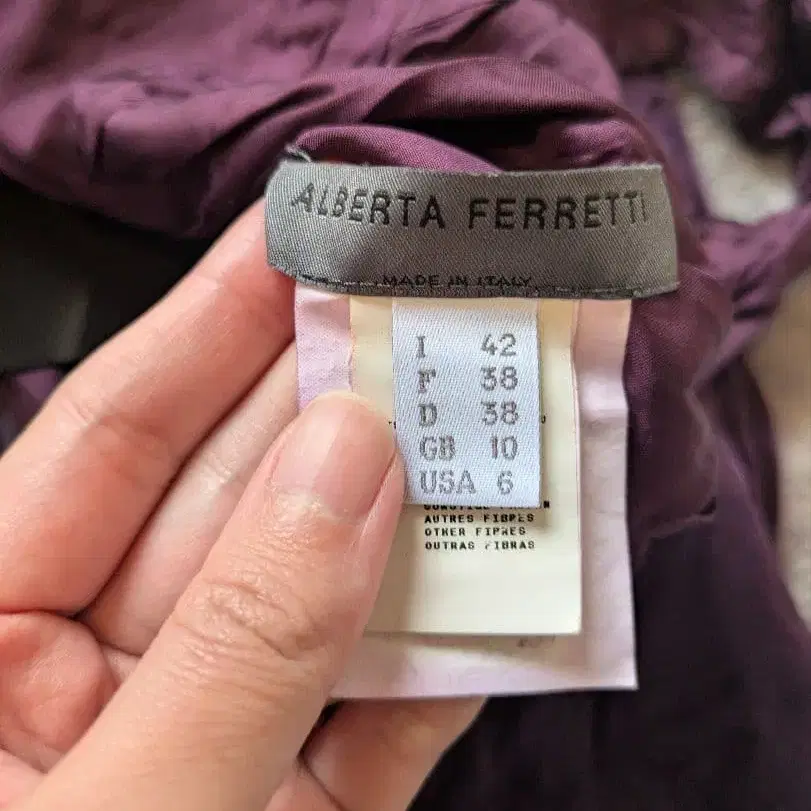 ALBERTA FERRETTI
MADE IN ITALY
I 42
F 38
D 38
GB 10
USA 6
AUTRES FIBRES
OTHER FIBRES
OUTRAS FIBRAS